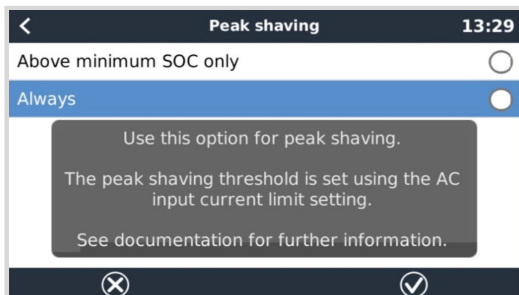 Peak shaving 13:29
Above minimum SOC only
Always
Use this option for peak shaving.
The peak shaving threshold is set using the AC
input current limit setting.
See documentation for further information.